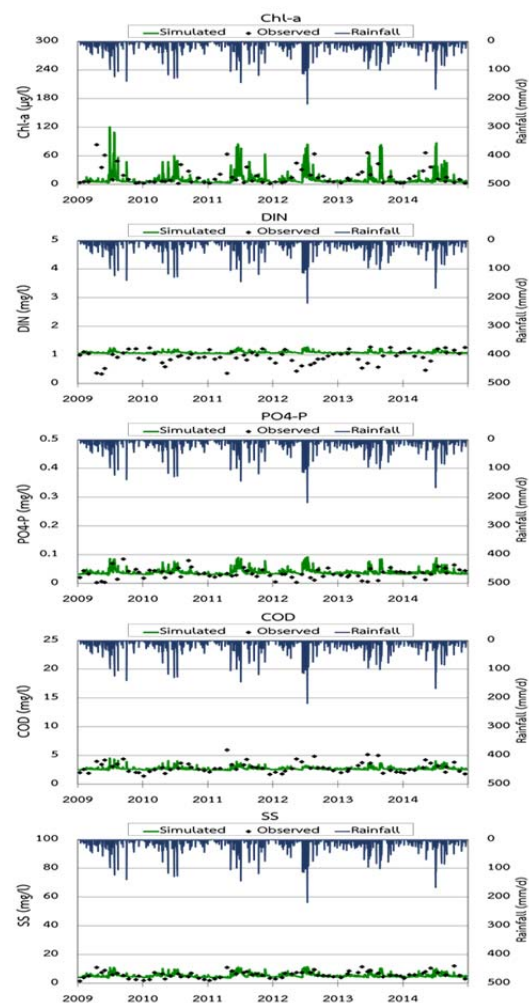 Chl-a
Simulated Observed Rainfall
300 0
240 100
180 200
120 300
60 400
0 500
Chl-a (μg/l)
Rainfall (mm/d)
2009 2010 2011 2012 2013 2014
DIN
Simulated Observed Rainfall
5 0
4 100
3 200
2 300
1 400
0 500
DIN (mg/l)
Rainfall (mm/d)
2009 2010 2011 2012 2013 2014
PO4-P
Simulated Observed Rainfall
0.5 0
0.4 100
0.3 200
0.2 300
0.1 400
0 500
PO4-P (mg/l)
Rainfall (mm/d)
2009 2010 2011 2012 2013 2014
COD
Simulated Observed Rainfall
25 0
20 100
15 200
10 300
5 400
0 500
COD (mg/l)
Rainfall (mm/d)
2009 2010 2011 2012 2013 2014
SS
Simulated Observed Rainfall
100 0
80 100
60 200
40 300
20 400
0 500
SS (mg/l)
Rainfall (mm/d)
2009 2010 2011 2012 2013 2014